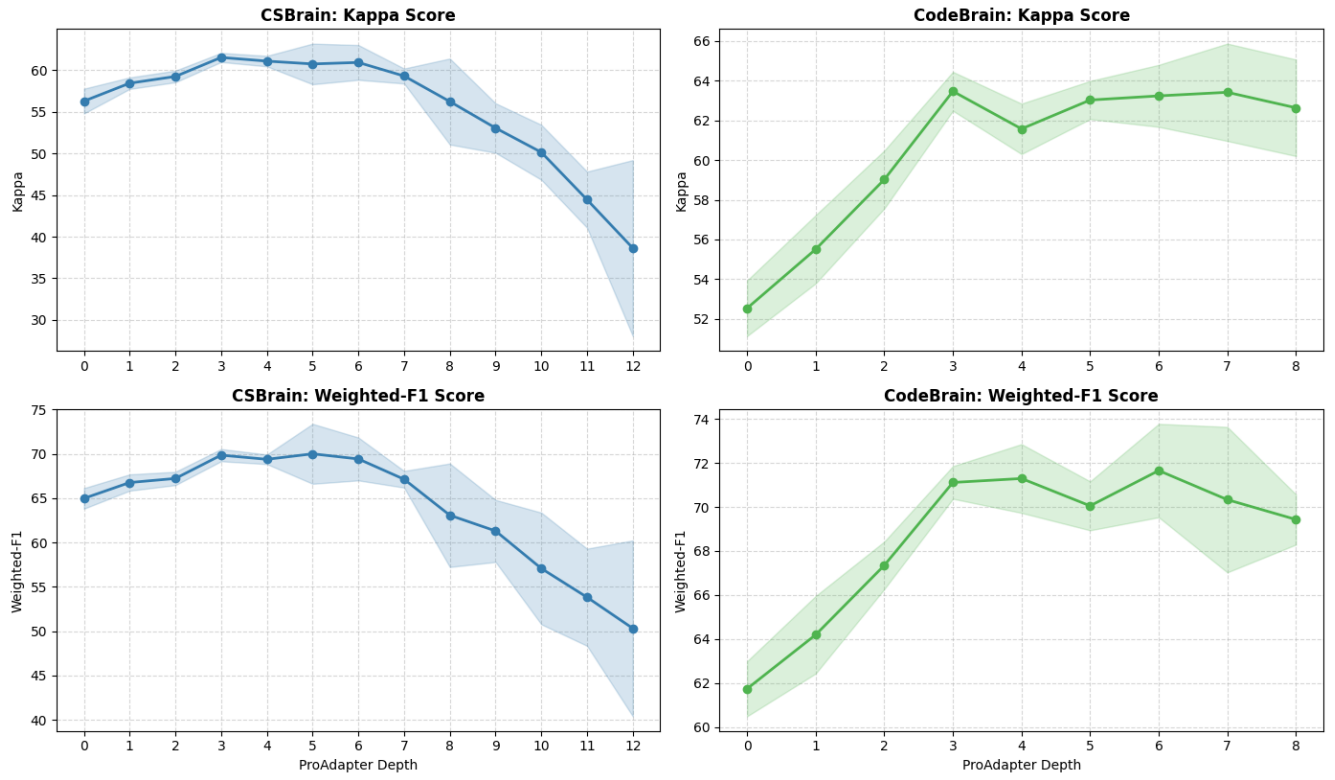 CSBrain: Kappa Score
Kappa
60
55
50
45
40
35
30
0 1 2 3 4 5 6 7 8 9 10 11 12
CodeBrain: Kappa Score
Kappa
66
64
62
60
58
56
54
52
0 1 2 3 4 5 6 7 8
CSBrain: Weighted-F1 Score
Weighted-F1
75
70
65
60
55
50
45
40
0 1 2 3 4 5 6 7 8 9 10 11 12
ProAdapter Depth
CodeBrain: Weighted-F1 Score
Weighted-F1
74
72
70
68
66
64
62
60
0 1 2 3 4 5 6 7 8
ProAdapter Depth